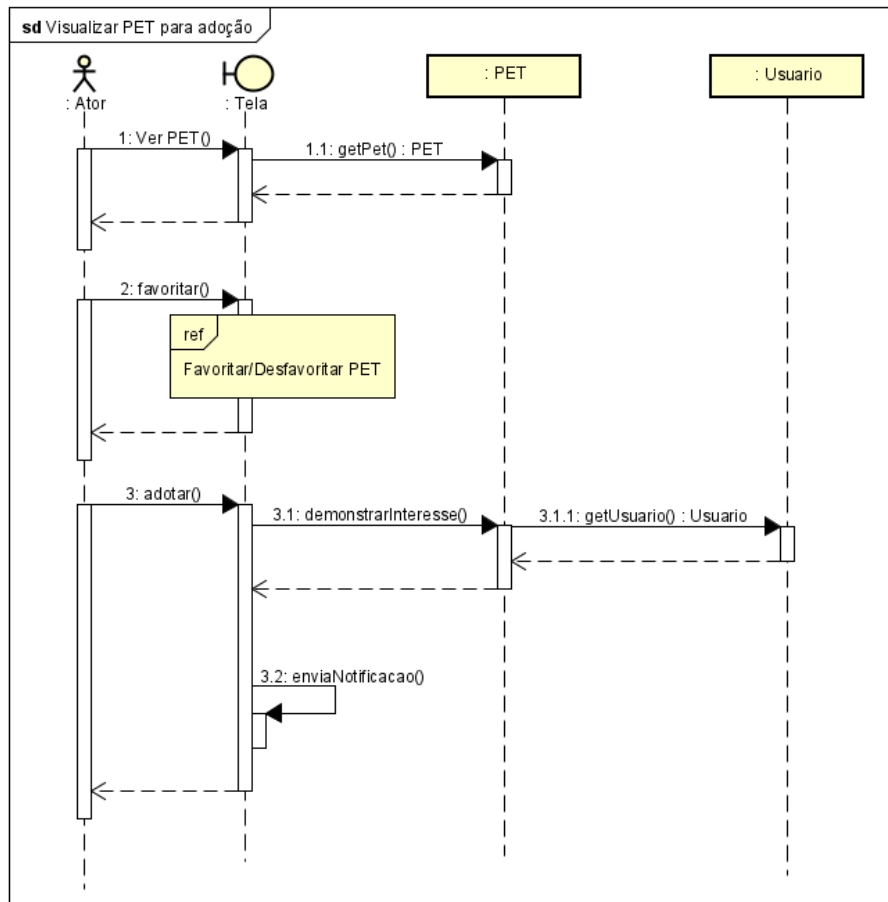 sd Visualizar PET para adoção
: Ator
: Tela
: PET
: Usuario
1: Ver PET()
1.1: getPet() : PET
2: favoritar()
ref
Favoritar/Desfavoritar PET
3: adotar()
3.1: demonstrarInteresse()
3.1.1: getUsuario() : Usuario
3.2: enviaNotificacao()